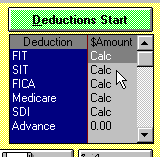 Deductions Start
Deduction $Amount
FIT Calc
SIT Calc
FICA Calc
Medicare Calc
SDI Calc
Advance 0.00